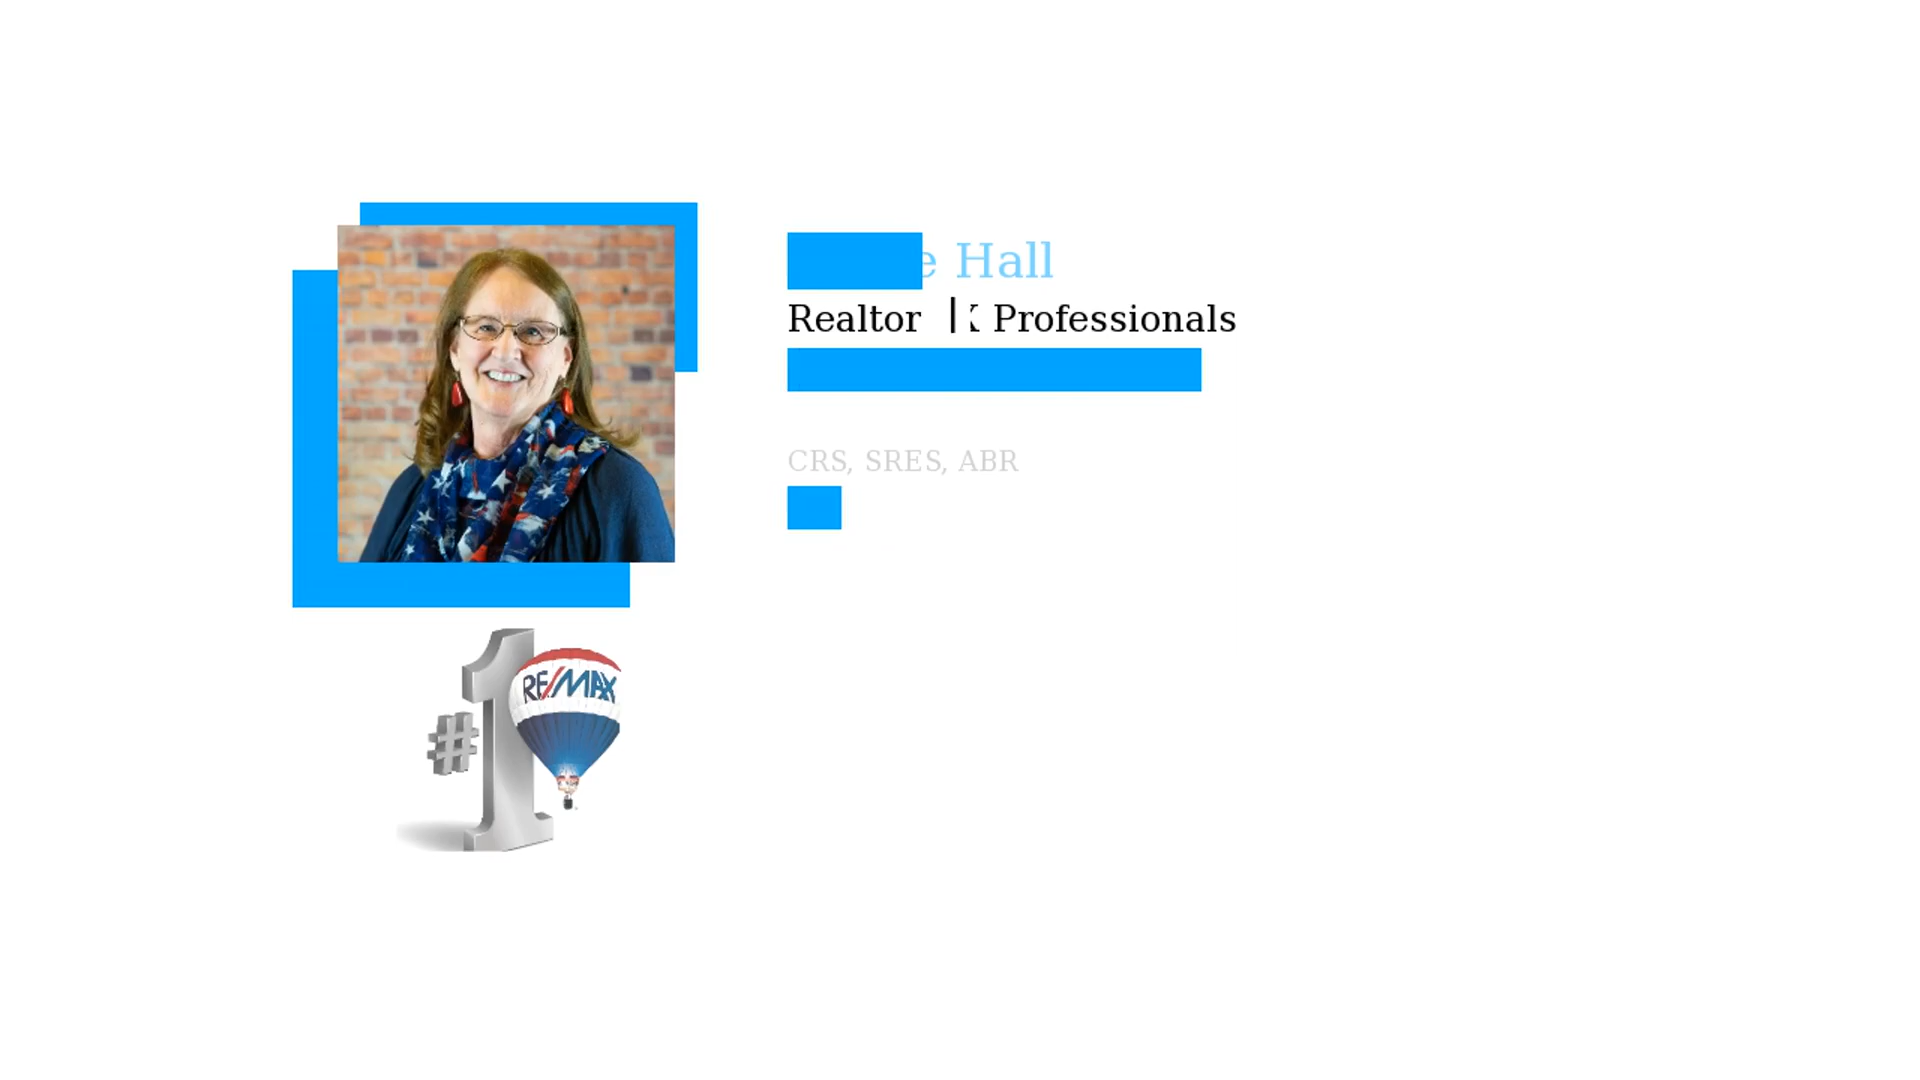 Hall
Realtor
Professionals
CRS, SRES, ABR
#1
RE/MAX